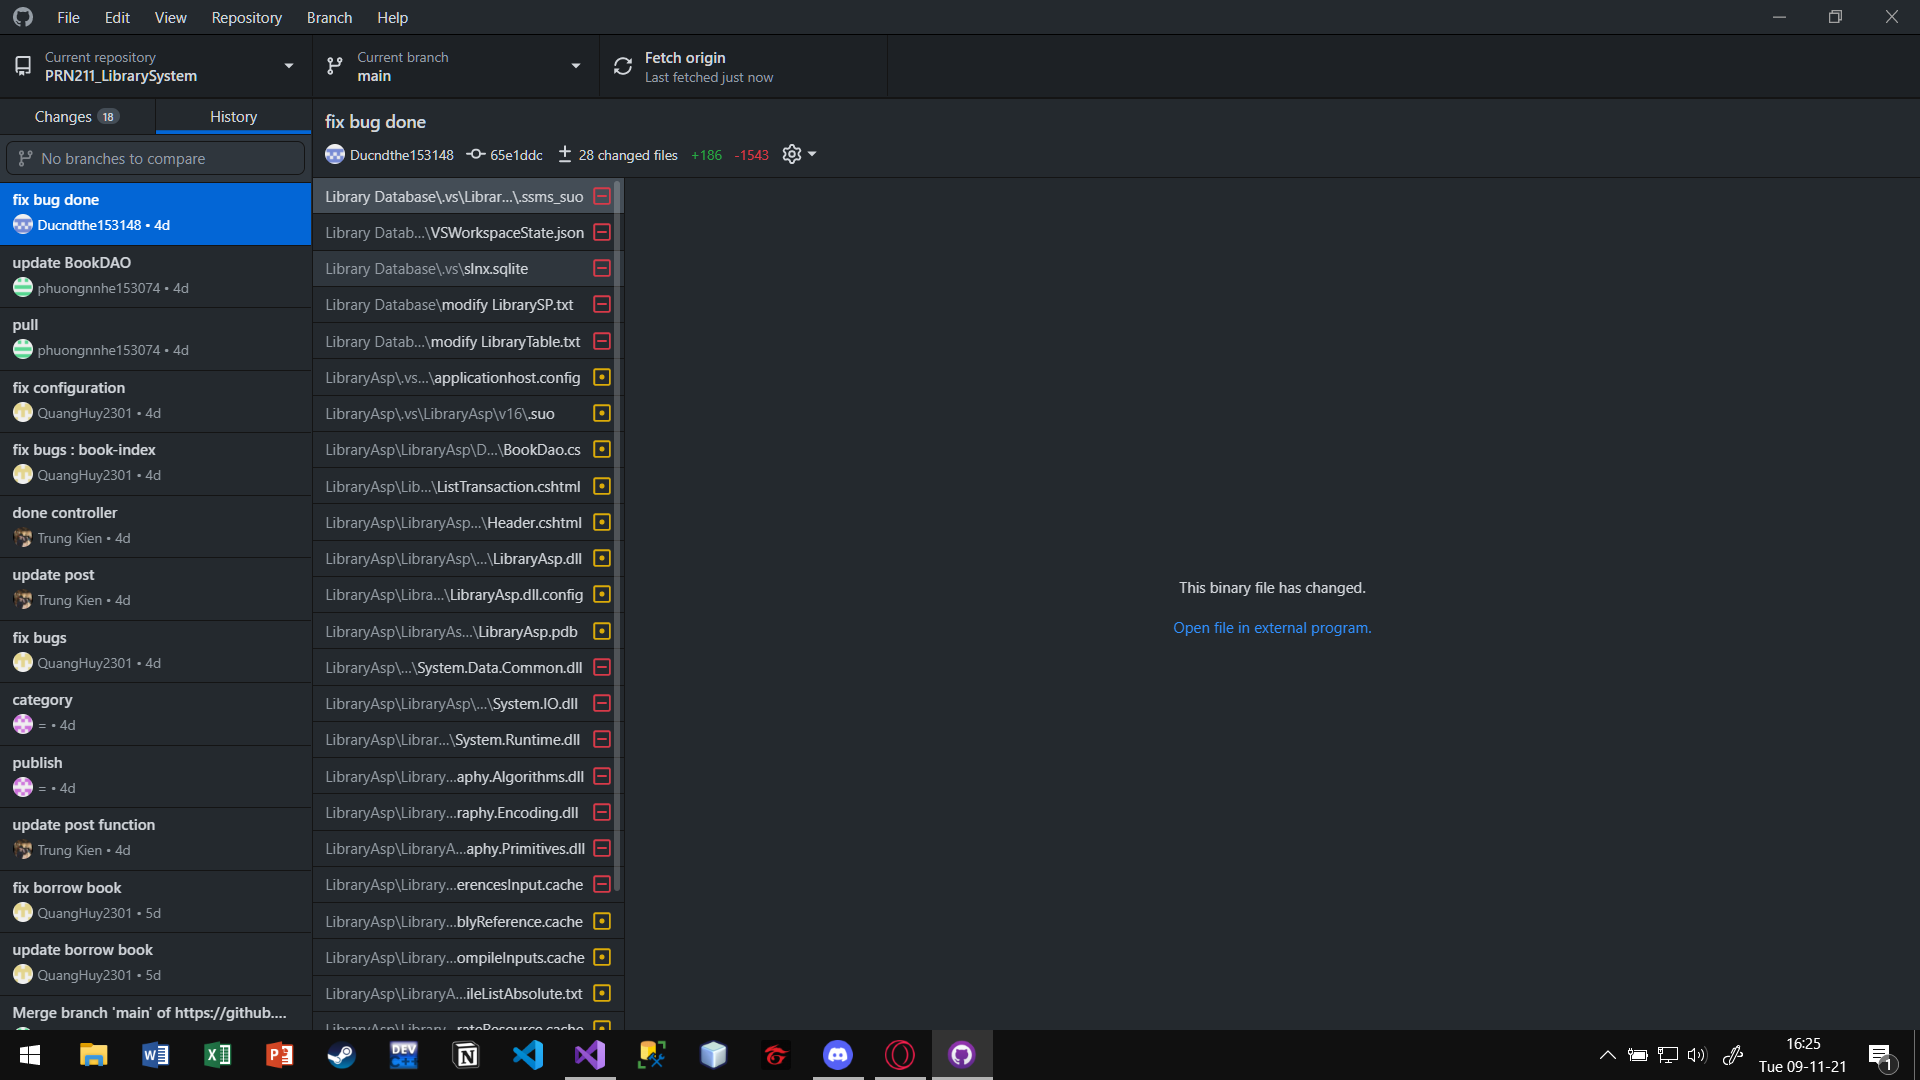 File Edit View Repository Branch Help
Current repository
PRN211_LibrarySystem
Current branch
main
Fetch origin
Last fetched just now
Changes 18
History
No branches to compare
fix bug done
Ducndthe153148 • 4d
update BookDAO
phuongnnhe153074 • 4d
pull
phuongnnhe153074 • 4d
fix configuration
QuangHuy2301 • 4d
fix bugs : book-index
QuangHuy2301 • 4d
done controller
Trung Kien • 4d
update post
Trung Kien • 4d
fix bugs
QuangHuy2301 • 4d
category
= • 4d
publish
= • 4d
update post function
Trung Kien • 4d
fix borrow book
QuangHuy2301 • 5d
update borrow book
QuangHuy2301 • 5d
Merge branch 'main' of https://github....
fix bug done
Ducndthe153148 65e1ddc 28 changed files +186 -1543
Library Database\.vs\Librar...\.ssms_suo
Library Datab...\VSWorkspaceState.json
Library Database\.vs\slnx.sqlite
Library Database\modify LibrarySP.txt
Library Datab...\modify LibraryTable.txt
LibraryAsp\.vs...\applicationhost.config
LibraryAsp\.vs\LibraryAsp\v16\.suo
LibraryAsp\LibraryAsp\D...\BookDao.cs
LibraryAsp\Lib...\ListTransaction.cshtml
LibraryAsp\LibraryAsp...\Header.cshtml
LibraryAsp\LibraryAsp\...\LibraryAsp.dll
LibraryAsp\Libra...\LibraryAsp.dll.config
LibraryAsp\LibraryAs...\LibraryAsp.pdb
LibraryAsp\...\System.Data.Common.dll
LibraryAsp\LibraryAsp\...\System.IO.dll
LibraryAsp\Librar...\System.Runtime.dll
LibraryAsp\Library...aphy.Algorithms.dll
LibraryAsp\Library...raphy.Encoding.dll
LibraryAsp\LibraryA...aphy.Primitives.dll
LibraryAsp\Library...erencesInput.cache
LibraryAsp\Library...blyReference.cache
LibraryAsp\Library...ompileInputs.cache
LibraryAsp\LibraryA...ileListAbsolute.txt
LibraryAsp\Library...rateResource.cache
This binary file has changed.
Open file in external program.
DEV
16:25
Tue 09-11-21
1